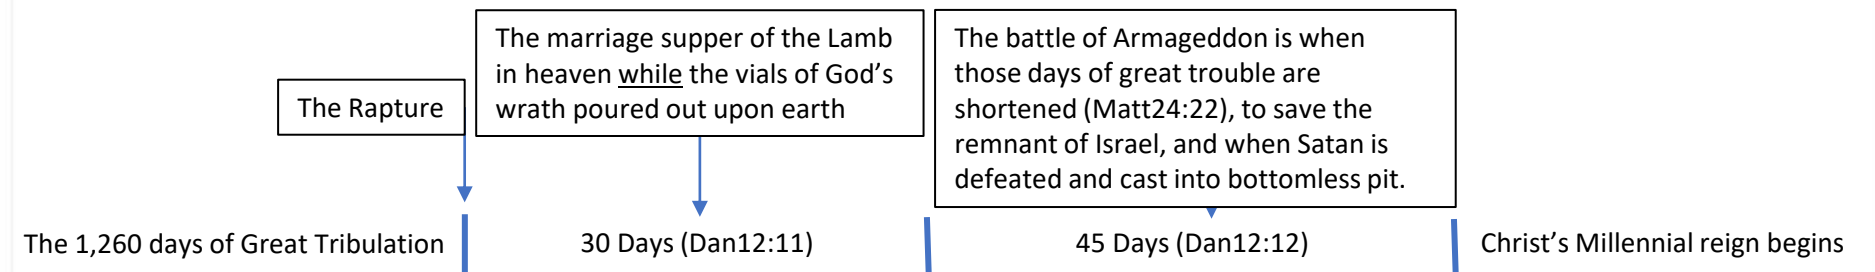 The Rapture
The marriage supper of the Lamb
in heaven while the vials of God’s
wrath poured out upon earth
The battle of Armageddon is when
those days of great trouble are
shortened (Matt24:22), to save the
remnant of Israel, and when Satan is
defeated and cast into bottomless pit.
The 1,260 days of Great Tribulation
30 Days (Dan12:11)
45 Days (Dan12:12)
Christ’s Millennial reign begins